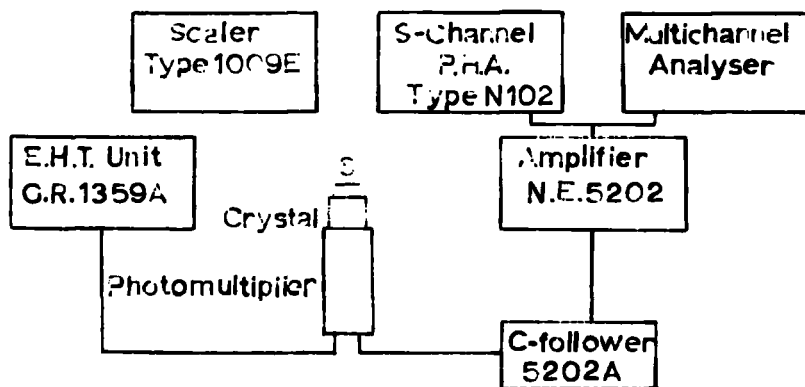 Scaler
Type 1009E
S-Channel
P.H.A.
Type N102
Multichannel
Analyser
E.H.T. Unit
G.R.1359A
S
Crystal
Photomultiplier
Amplifier
N.E.5202
C-follower
5202A